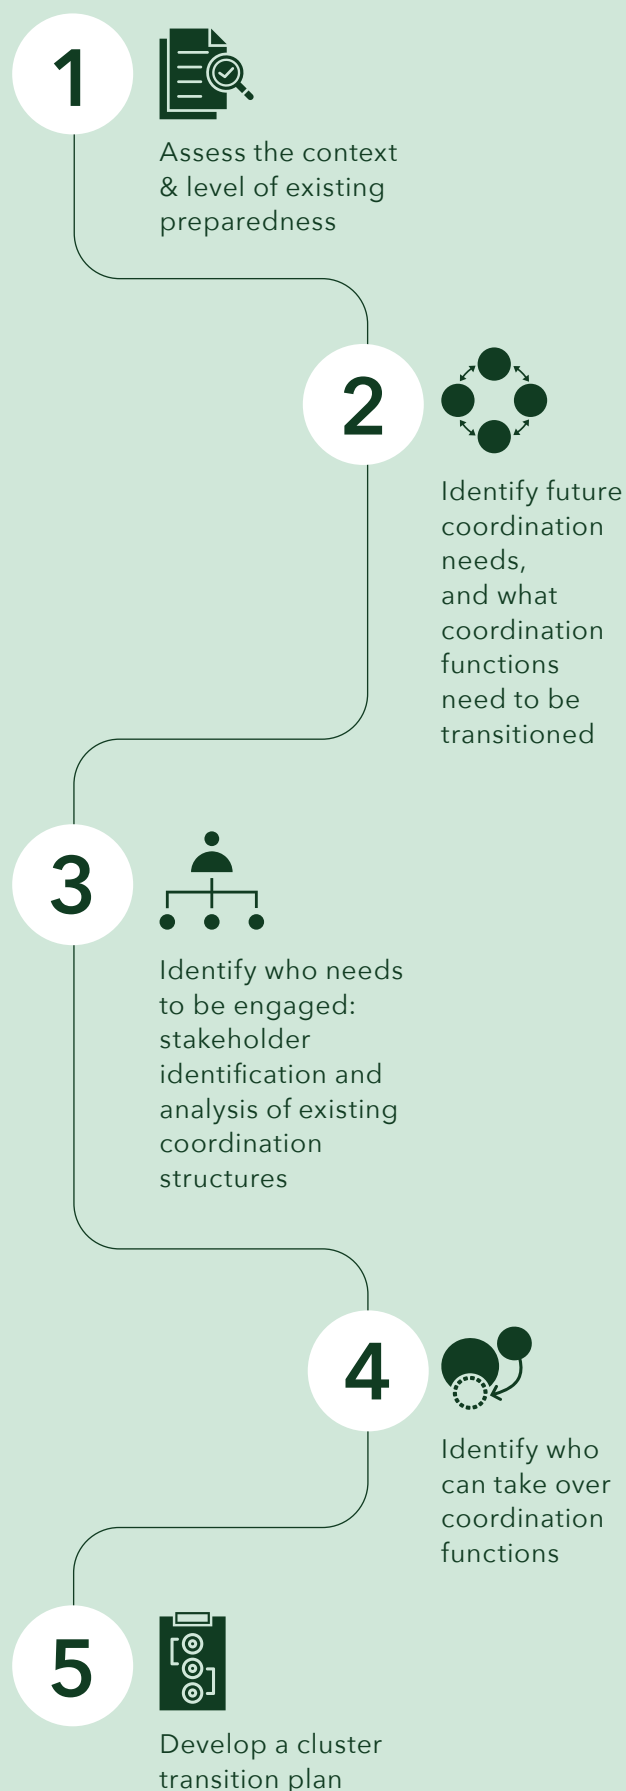 1
Assess the context
& level of existing
preparedness
2
Identify future
coordination
needs,
and what
coordination
functions
need to be
transitioned
3
Identify who needs
to be engaged:
stakeholder
identification and
analysis of existing
coordination
structures
4
Identify who
can take over
coordination
functions
5
Develop a cluster
transition plan